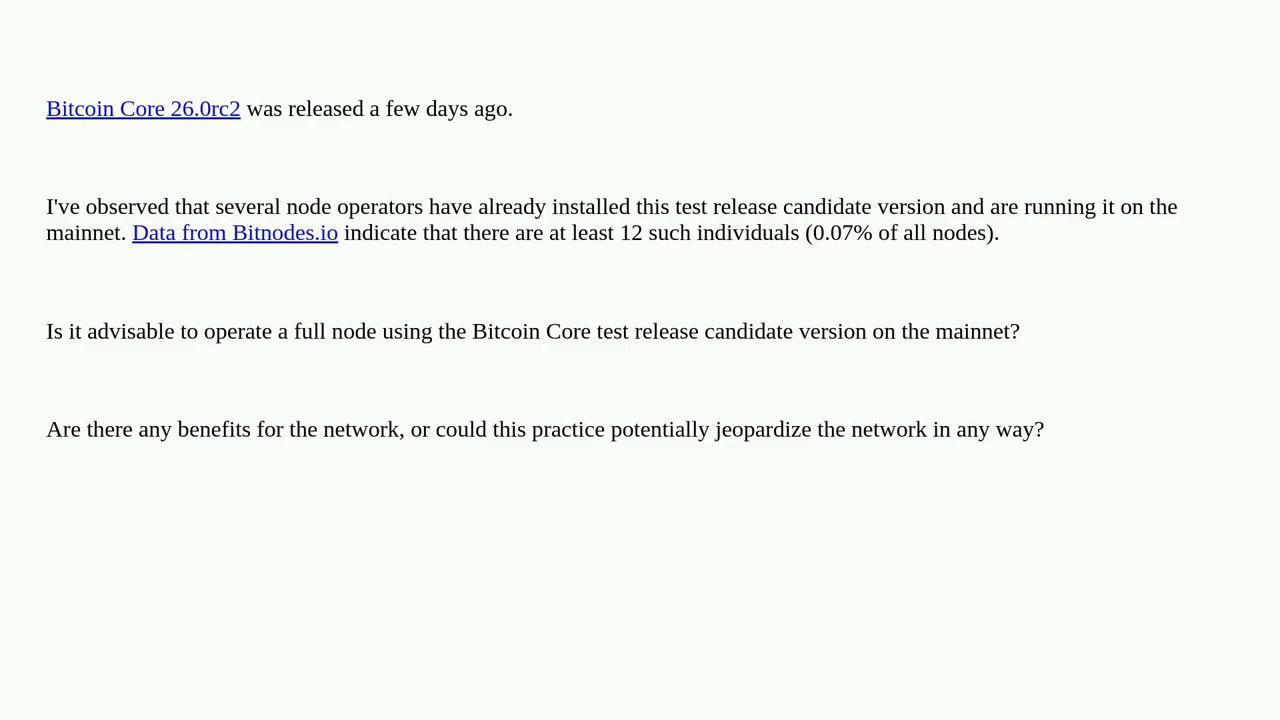 Bitcoin Core 26.0rc2 was released a few days ago.
I've observed that several node operators have already installed this test release candidate version and are running it on the
mainnet. Data from Bitnodes.io indicate that there are at least 12 such individuals (0.07% of all nodes).
Is it advisable to operate a full node using the Bitcoin Core test release candidate version on the mainnet?
Are there any benefits for the network, or could this practice potentially jeopardize the network in any way?